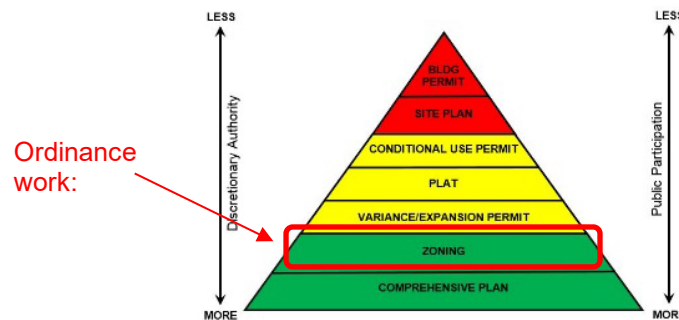 LESS
LESS
BLDG
PERMIT
SITE PLAN
Ordinance
work:
Discretionary Authority
CONDITIONAL USE PERMIT
PLAT
VARIANCE/EXPANSION PERMIT
ZONING
COMPREHENSIVE PLAN
Public Participation
MORE
MORE